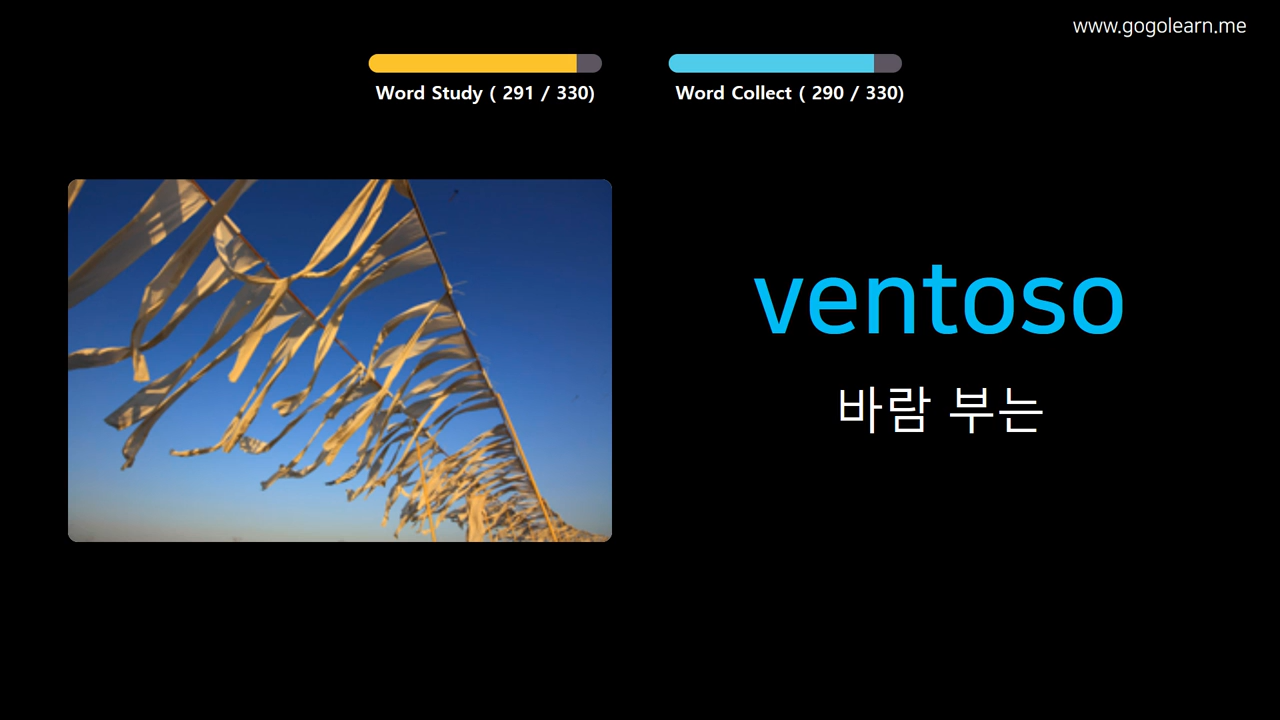 www.gogolearn.me
Word Study ( 291 / 330)
Word Collect ( 290 / 330)
ventoso
바람 부는